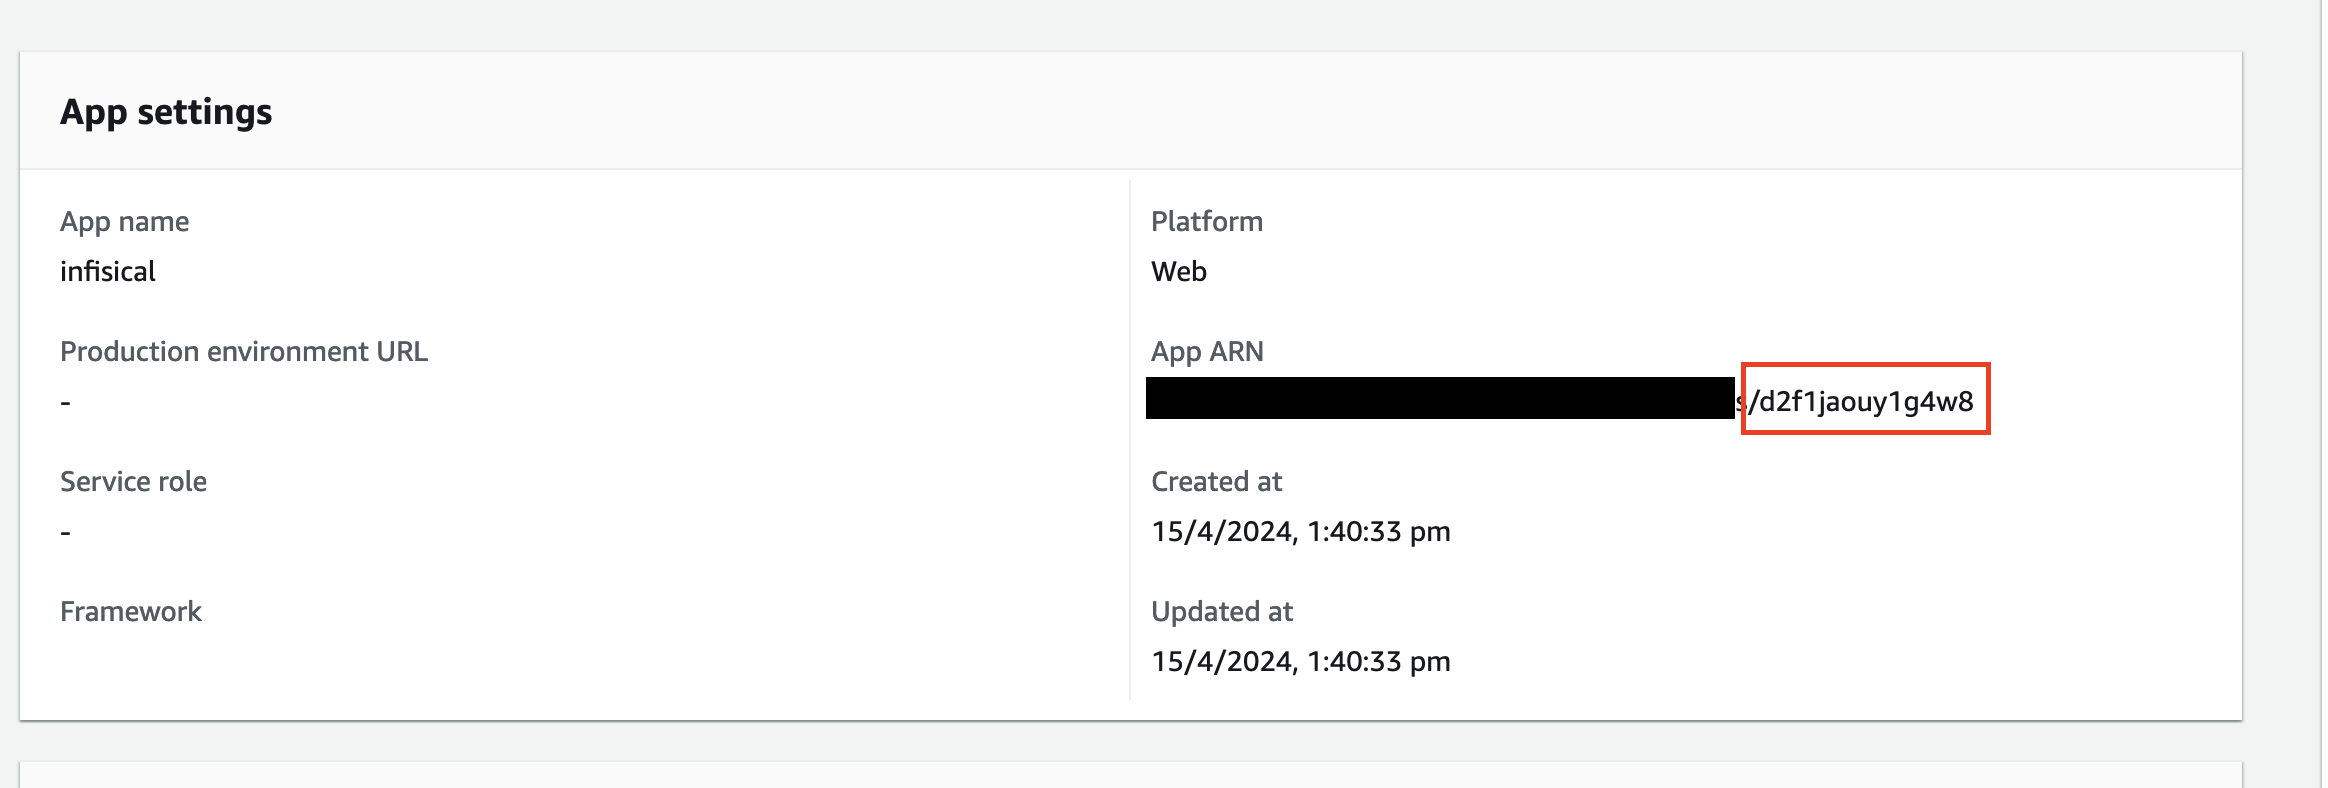 App settings
App name
infisical
Production environment URL
-
Service role
-
Framework
Platform
Web
App ARN
s/d2f1jaouy1g4w8
Created at
15/4/2024, 1:40:33 pm
Updated at
15/4/2024, 1:40:33 pm